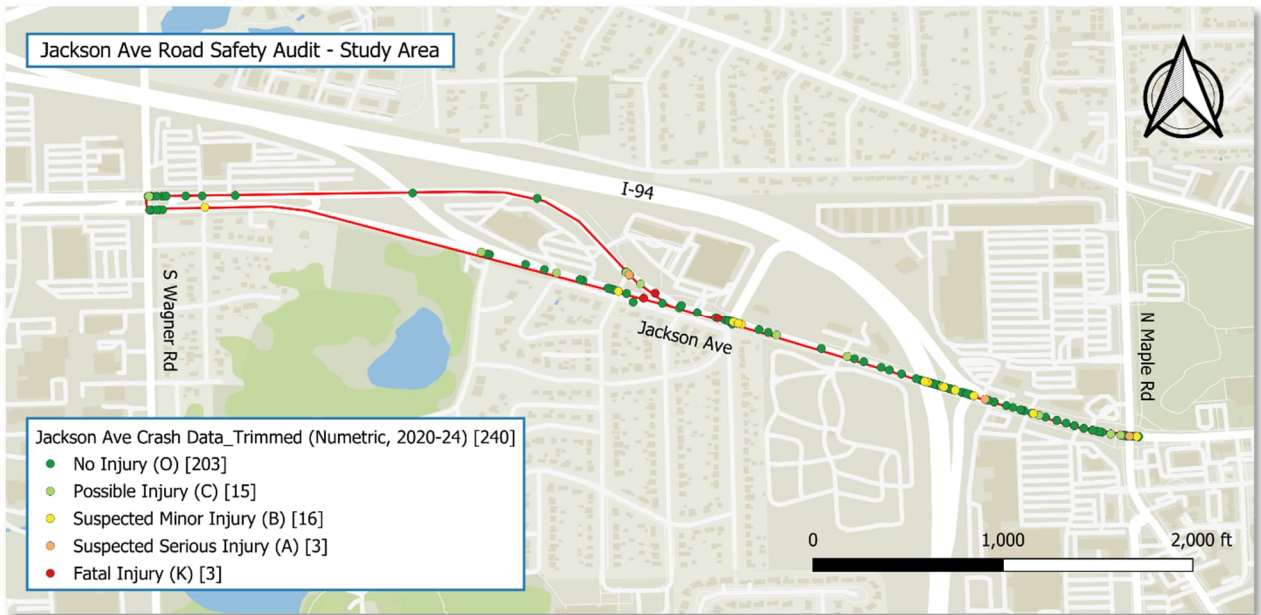 Jackson Ave Road Safety Audit - Study Area
I-94
S Wagner Rd
Jackson Ave
N Maple Rd
Jackson Ave Crash Data_Trimmed (Numetric, 2020-24) [240]
No Injury (O) [203]
Possible Injury (C) [15]
Suspected Minor Injury (B) [16]
Suspected Serious Injury (A) [3]
Fatal Injury (K) [3]
0 1,000 2,000 ft